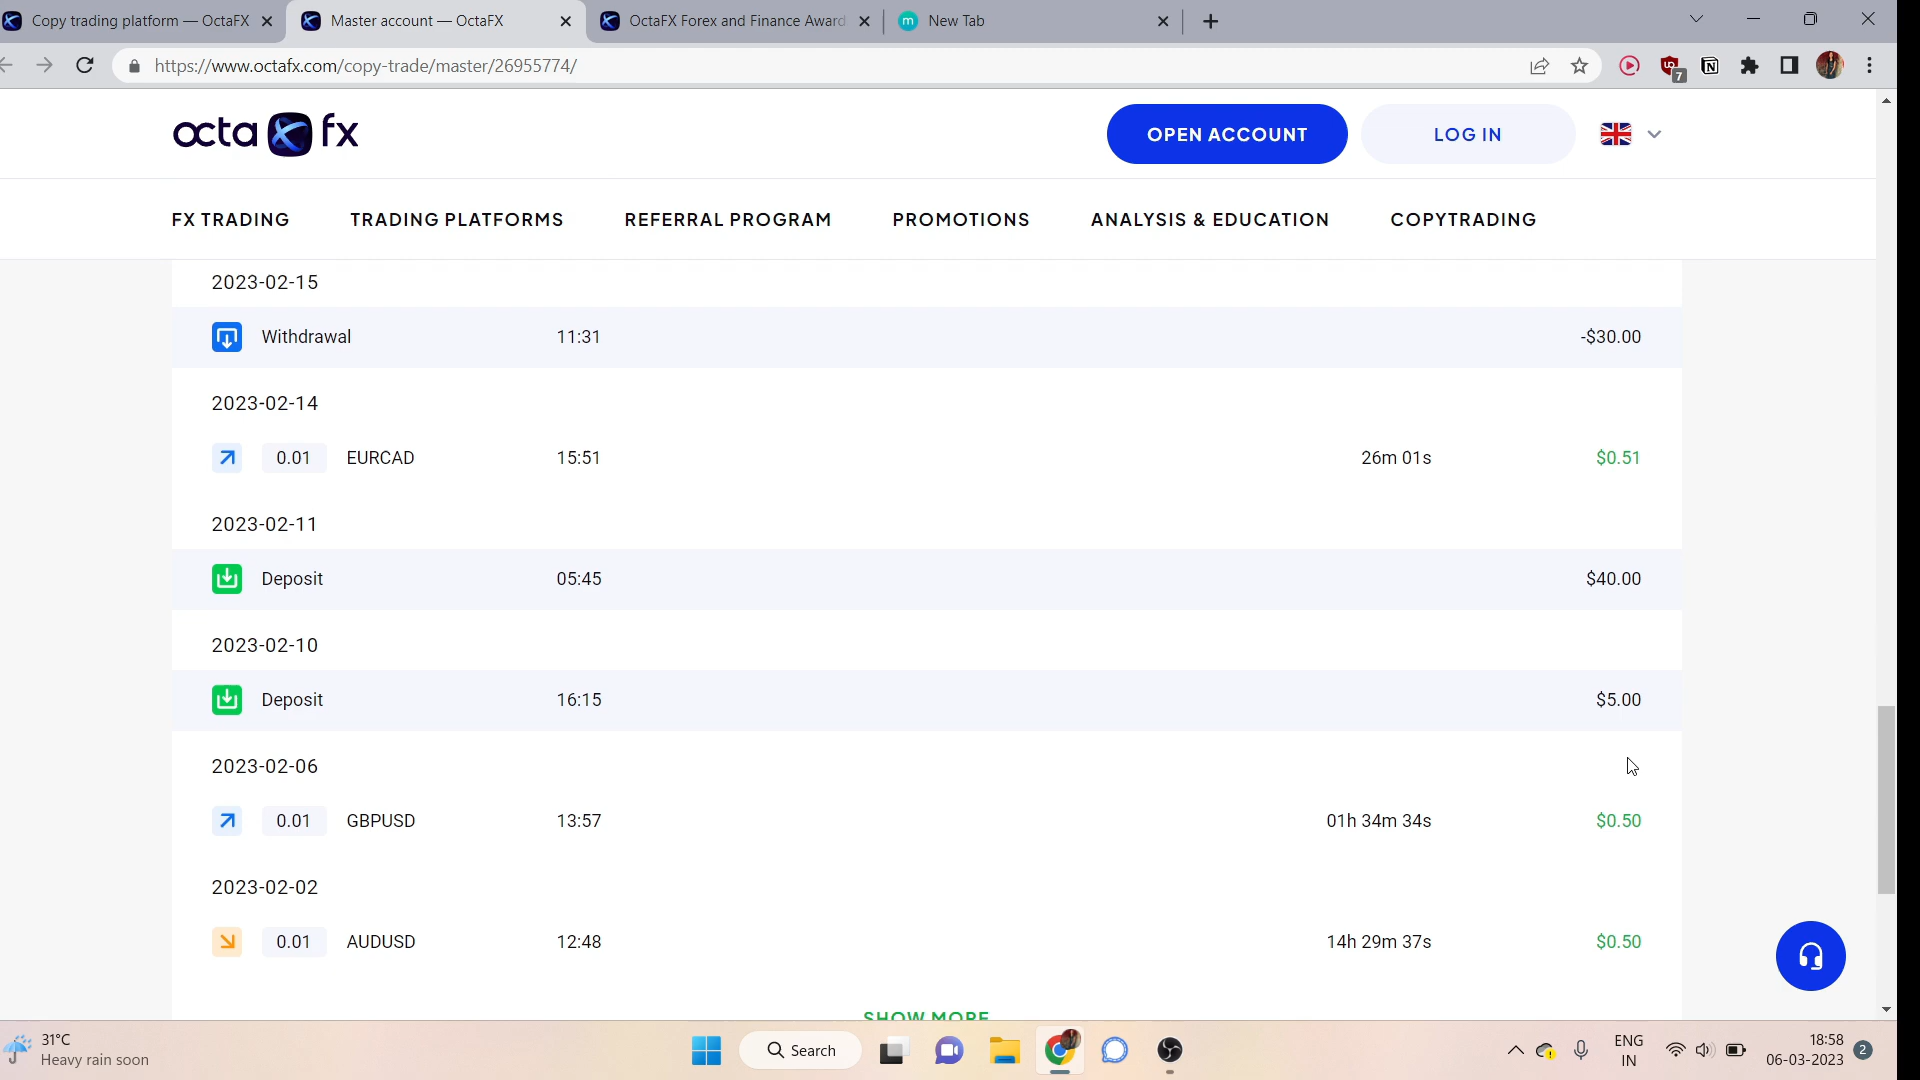 Copy trading platform — OctaFX
Master account — OctaFX
OctaFX Forex and Finance Award
New Tab
https://www.octafx.com/copy-trade/master/26955774/
7
octa fx
OPEN ACCOUNT
LOG IN
FX TRADING
TRADING PLATFORMS
REFERRAL PROGRAM
PROMOTIONS
ANALYSIS & EDUCATION
COPYTRADING
2023-02-15
Withdrawal 11:31 -$30.00
2023-02-14
0.01 EURCAD 15:51 26m 01s $0.51
2023-02-11
Deposit 05:45 $40.00
2023-02-10
Deposit 16:15 $5.00
2023-02-06
0.01 GBPUSD 13:57 01h 34m 34s $0.50
2023-02-02
0.01 AUDUSD 12:48 14h 29m 37s $0.50
SHOW MORE
31°C
Heavy rain soon
Search
ENG
IN
18:58
06-03-2023
2